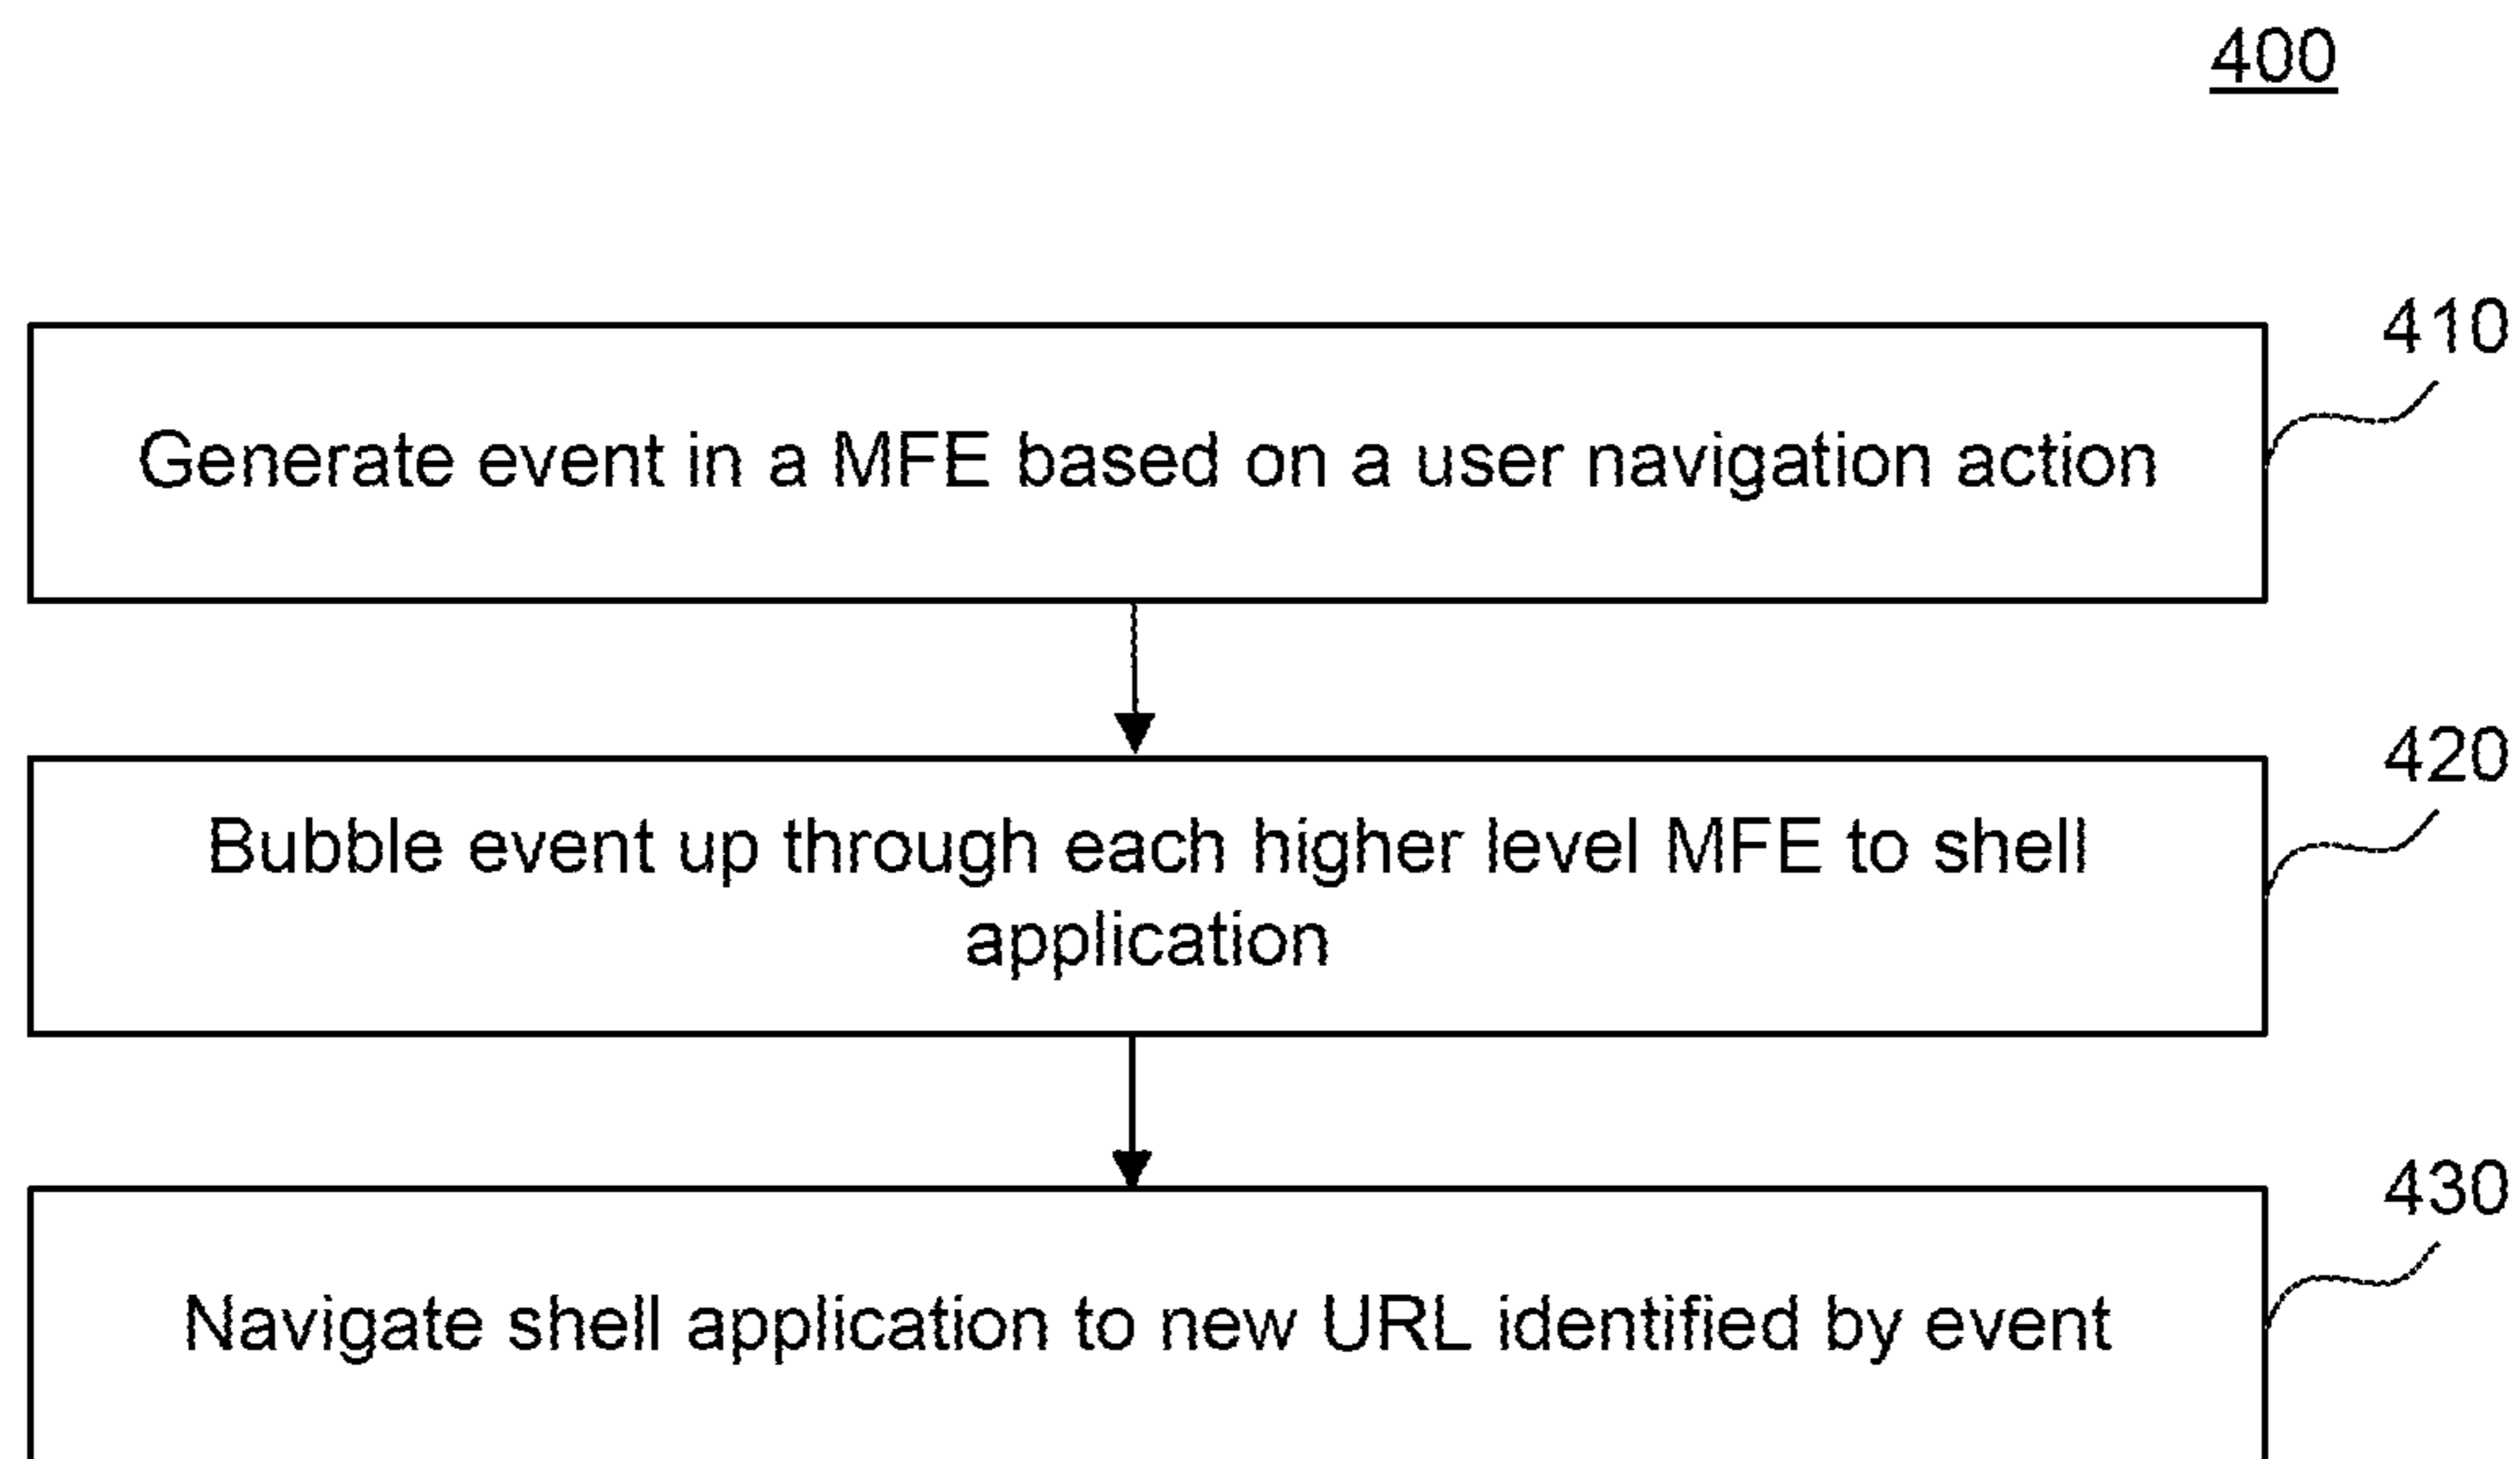 400
410
Generate event in a MFE based on a user navigation action
420
Bubble event up through each higher level MFE to shell
application
430
Navigate shell application to new URL identified by event